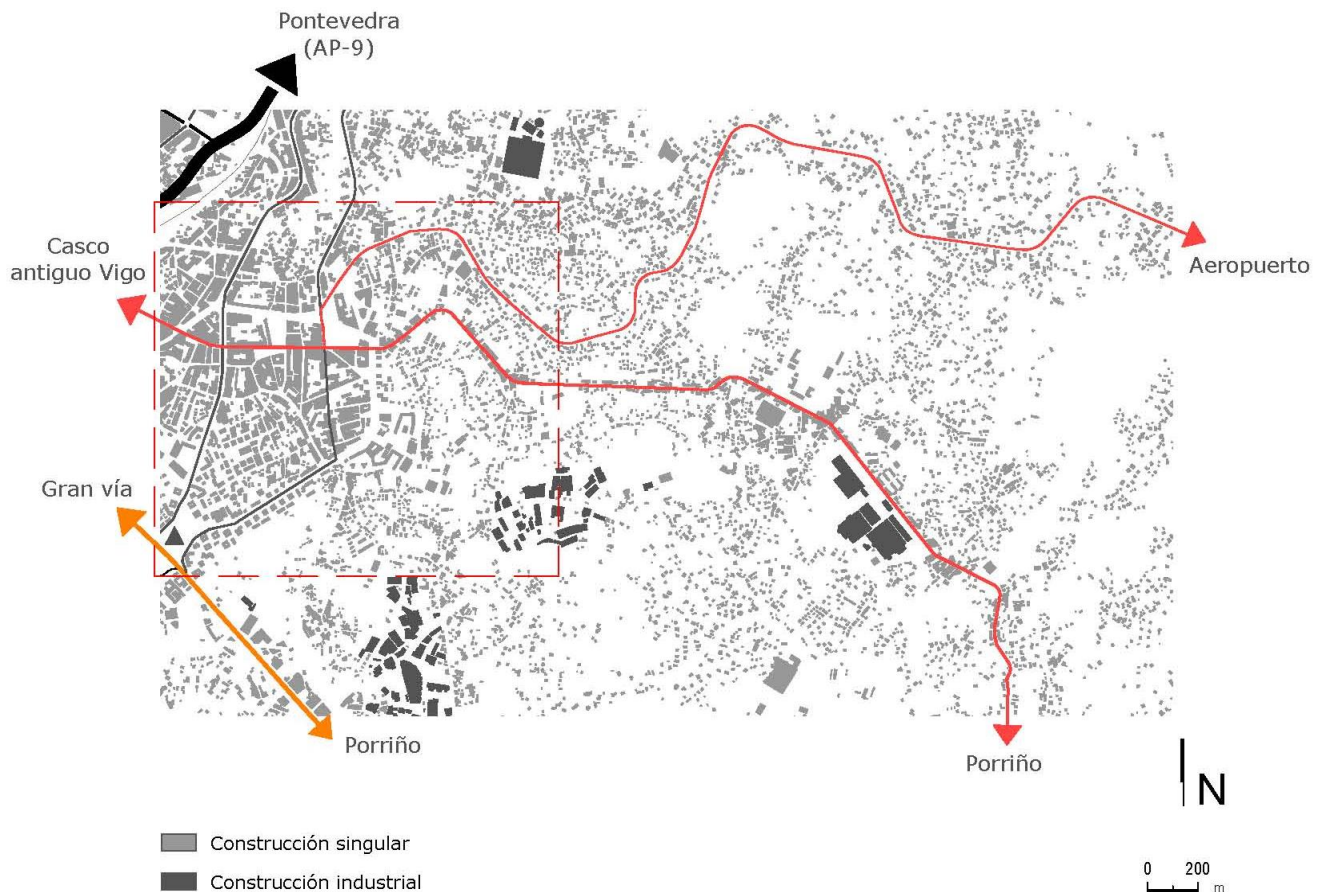 Pontevedra
(AP-9)
Casco
antiguo Vigo
Aeropuerto
Gran vía
Porriño
Porriño
N
Construcción singular
Construcción industrial
0 200
m